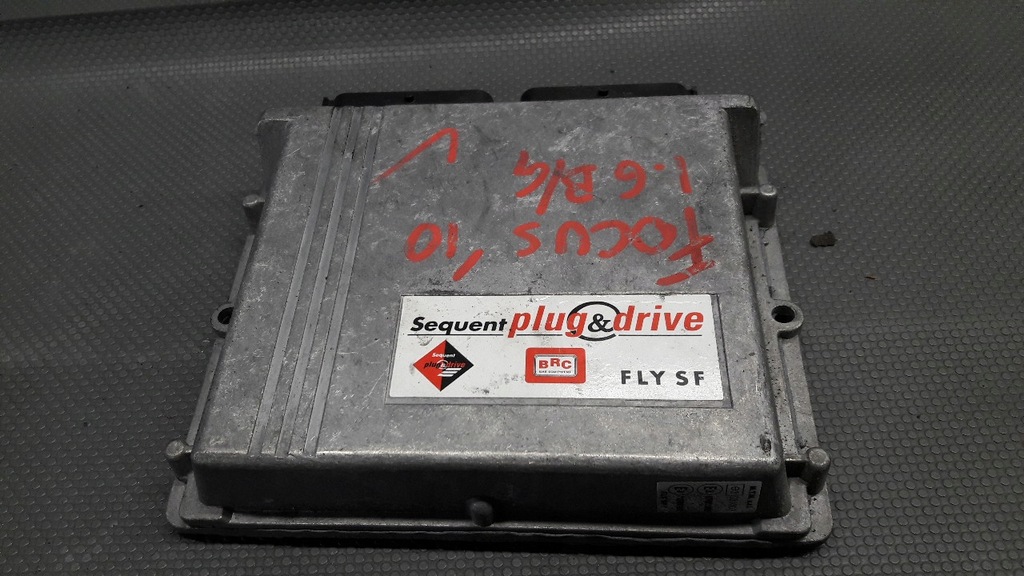 FOCUS '10
1.6 B/G
V
Sequent plug&drive
Sequent
plug&drive
BRC
FLY SF